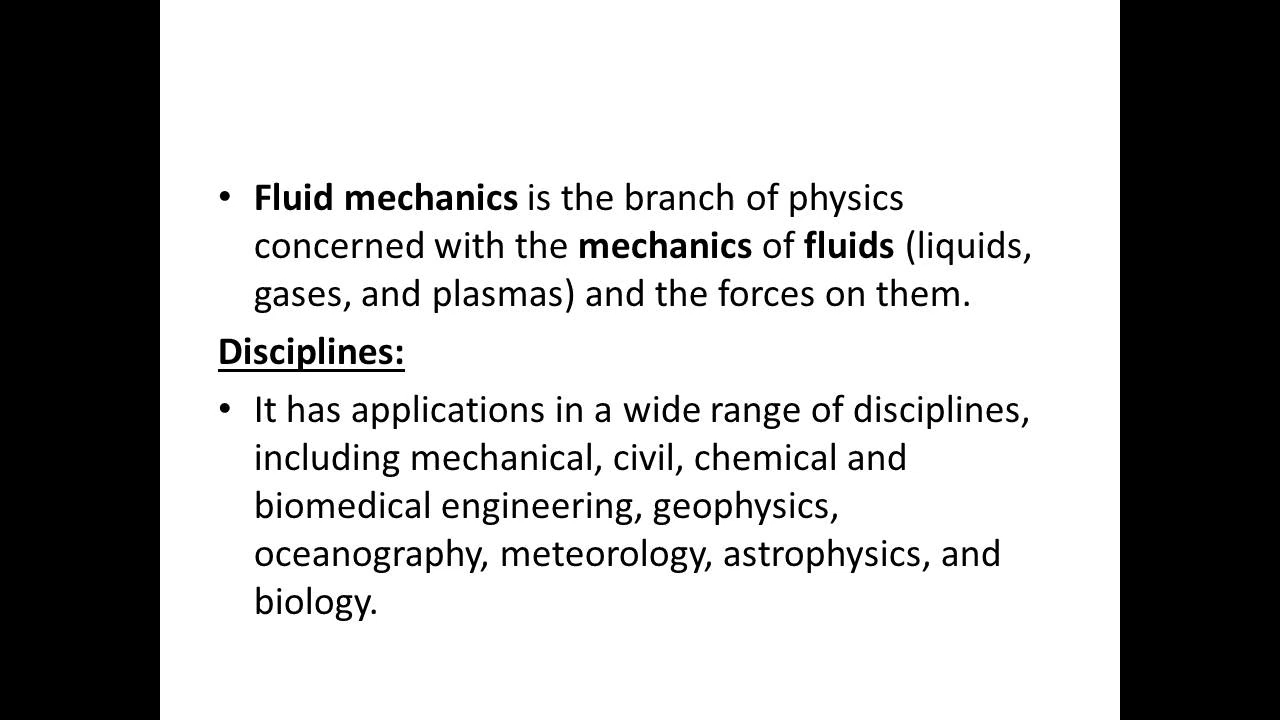 • Fluid mechanics is the branch of physics
concerned with the mechanics of fluids (liquids,
gases, and plasmas) and the forces on them.
Disciplines:
• It has applications in a wide range of disciplines,
including mechanical, civil, chemical and
biomedical engineering, geophysics,
oceanography, meteorology, astrophysics, and
biology.